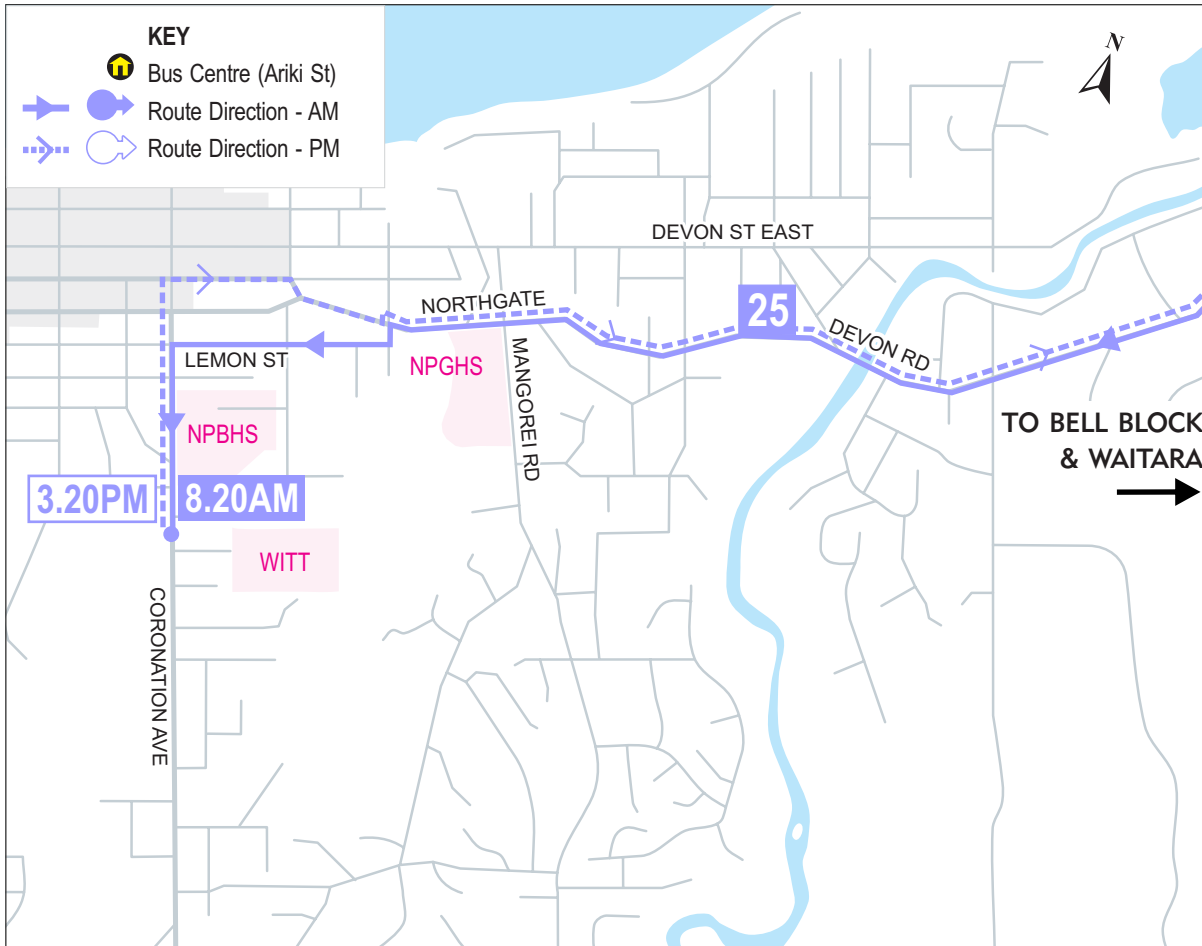 KEY
Bus Centre (Ariki St)
Route Direction - AM
Route Direction - PM
N
DEVON ST EAST
NORTHGATE
25
DEVON RD
LEMON ST
NPGHS
MANGOREI RD
NPBHS
TO BELL BLOCK
& WAITARA
3.20PM
8.20AM
WITT
CORONATION AVE